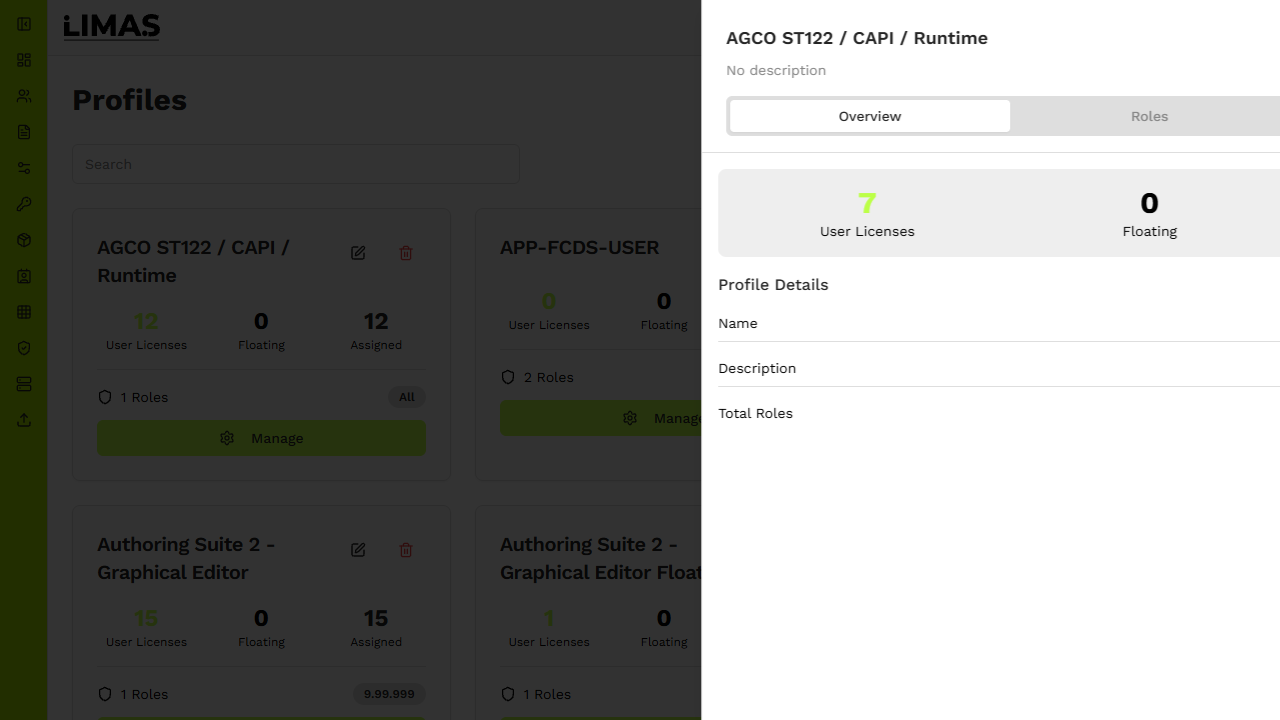 LIMAS
Profiles
Search
AGCO ST122 / CAPI /
Runtime
12
0
12
User Licenses
Floating
Assigned
1 Roles
All
Manage
APP-FCDS-USER
0
0
User Licenses
Floating
2 Roles
Manage
Authoring Suite 2 -
Graphical Editor
15
0
15
User Licenses
Floating
Assigned
1 Roles
9.99.999
Authoring Suite 2 -
Graphical Editor Float
1
0
User Licenses
Floating
1 Roles
AGCO ST122 / CAPI / Runtime
No description
Overview
Roles
7
0
User Licenses
Floating
Profile Details
Name
Description
Total Roles